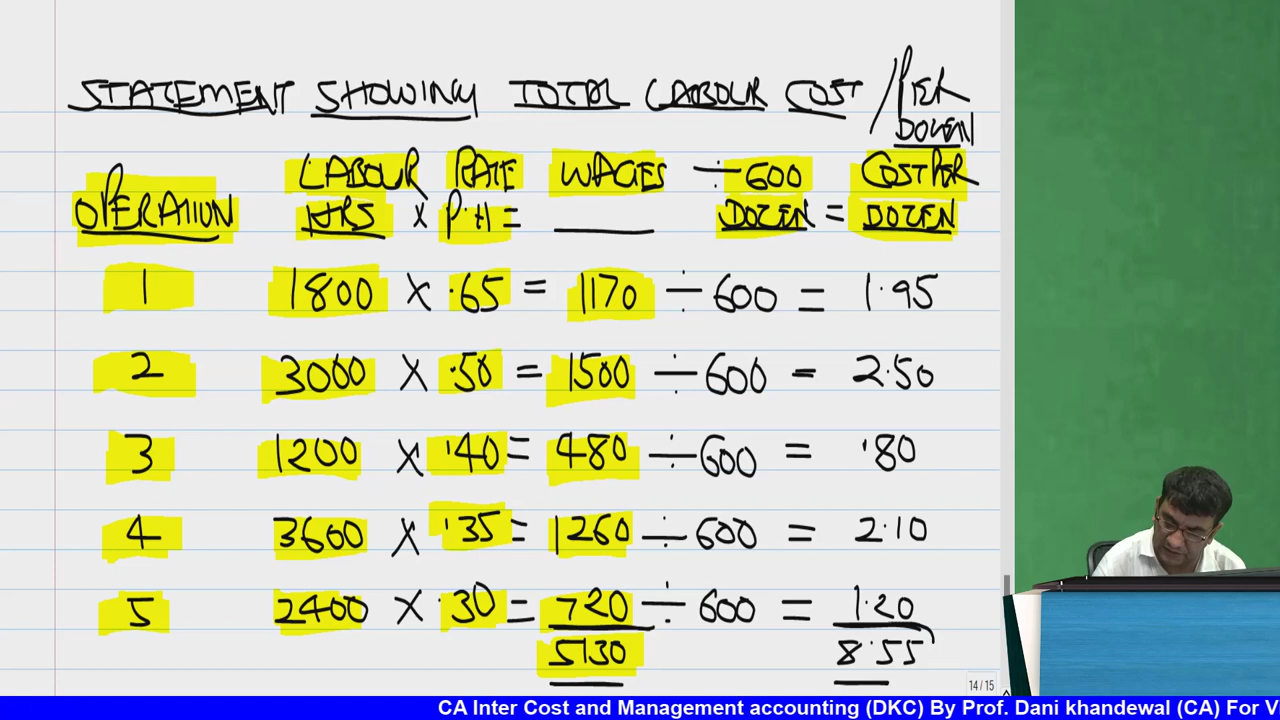 STATEMENT SHOWING TOTAL LABOUR COST / PER DOZEN
OPERATION LABOUR HRS × RATE P.H = WAGES ÷ 600 DOZEN = COST PER DOZEN
1 1800 × .65 = 1170 ÷ 600 = 1.95
2 3000 × .50 = 1500 ÷ 600 = 2.50
3 1200 × .40 = 480 ÷ 600 = .80
4 3600 × .35 = 1260 ÷ 600 = 2.10
5 2400 × .30 = 720 ÷ 600 = 1.20
5130 8.55
14/15
CA Inter Cost and Management accounting (DKC) By Prof. Dani khandewal (CA) For V